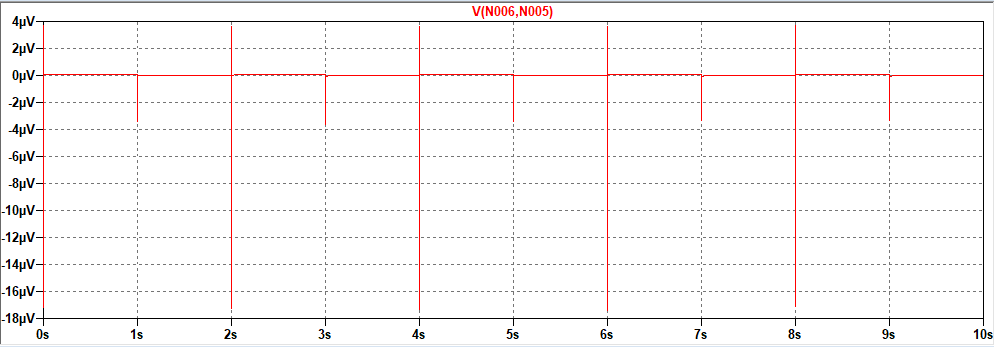 V(N006,N005)
4µV
2µV
0µV
-2µV
-4µV
-6µV
-8µV
-10µV
-12µV
-14µV
-16µV
-18µV
0s 1s 2s 3s 4s 5s 6s 7s 8s 9s 10s